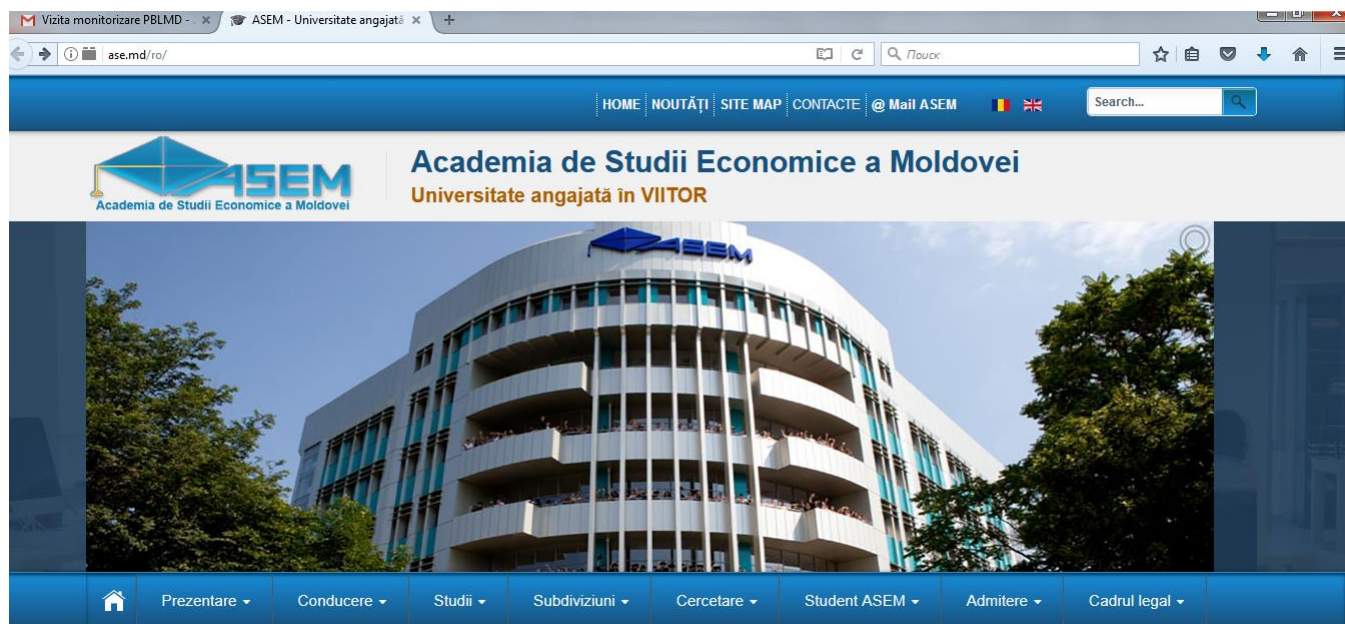 Vizita monitorizare PBLMD -
ASEM - Universitate angajată
ase.md/ro/
Поиск
HOME NOUTĂȚI SITE MAP CONTACTE @ Mail ASEM
Search...
ASEM
Academia de Studii Economice a Moldovei
Academia de Studii Economice a Moldovei
Universitate angajată în VIITOR
ASEM
Prezentare Conducere Studii Subdiviziuni Cercetare Student ASEM Admitere Cadrul legal